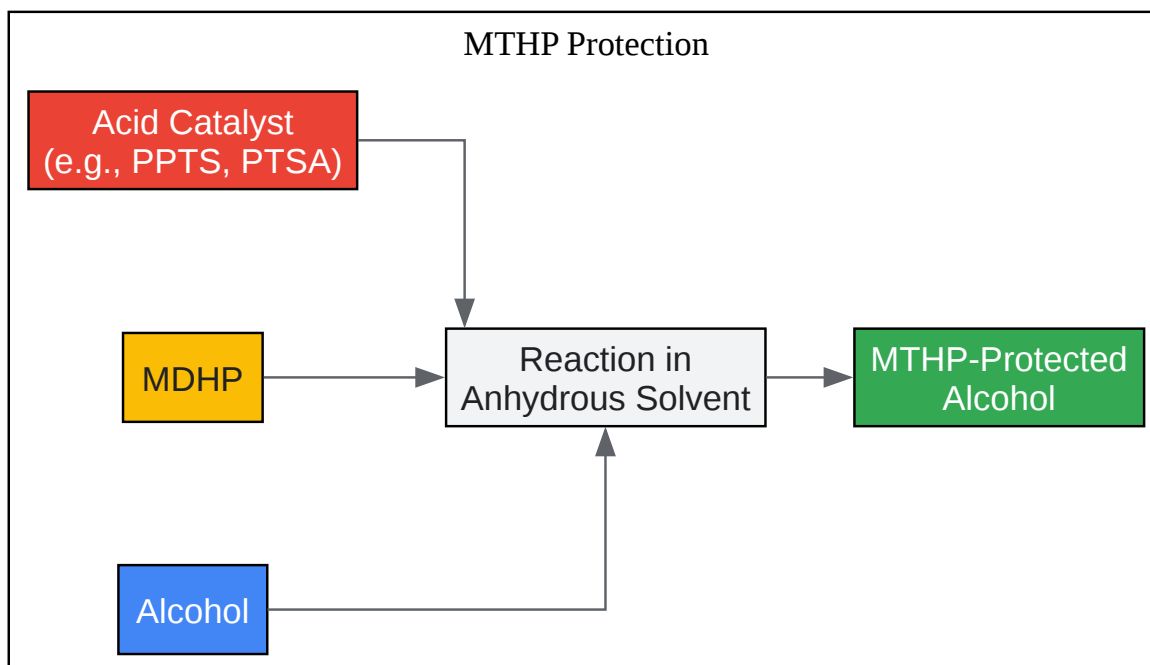 MTHP Protection
Acid Catalyst
(e.g., PPTS, PTSA)
MDHP
Reaction in
Anhydrous Solvent
MTHP-Protected
Alcohol
Alcohol